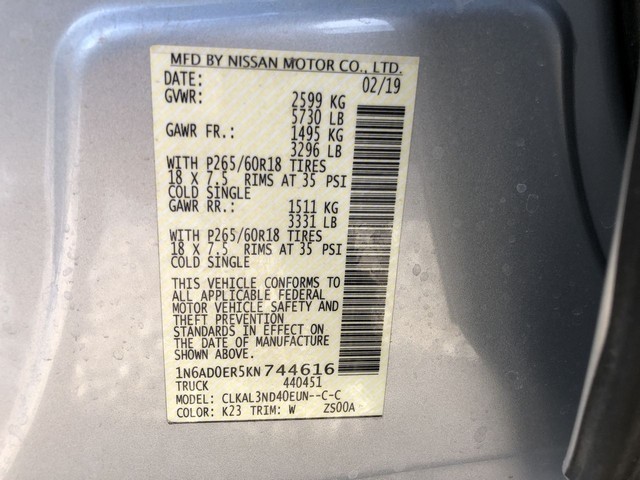 MFD BY NISSAN MOTOR CO., LTD.
DATE: 02/19
GVWR: 2599 KG
5730 LB
GAWR FR.: 1495 KG
3296 LB
WITH P265/60R18 TIRES
18 X 7.5 RIMS AT 35 PSI
COLD SINGLE
GAWR RR.: 1511 KG
3331 LB
WITH P265/60R18 TIRES
18 X 7.5 RIMS AT 35 PSI
COLD SINGLE
THIS VEHICLE CONFORMS TO
ALL APPLICABLE FEDERAL
MOTOR VEHICLE SAFETY AND
THEFT PREVENTION
STANDARDS IN EFFECT ON
THE DATE OF MANUFACTURE
SHOWN ABOVE.
1N6AD0ER5KN744616
TRUCK 440451
MODEL: CLKAL3ND40EUN--C-C
COLOR: K23 TRIM: W ZS00A